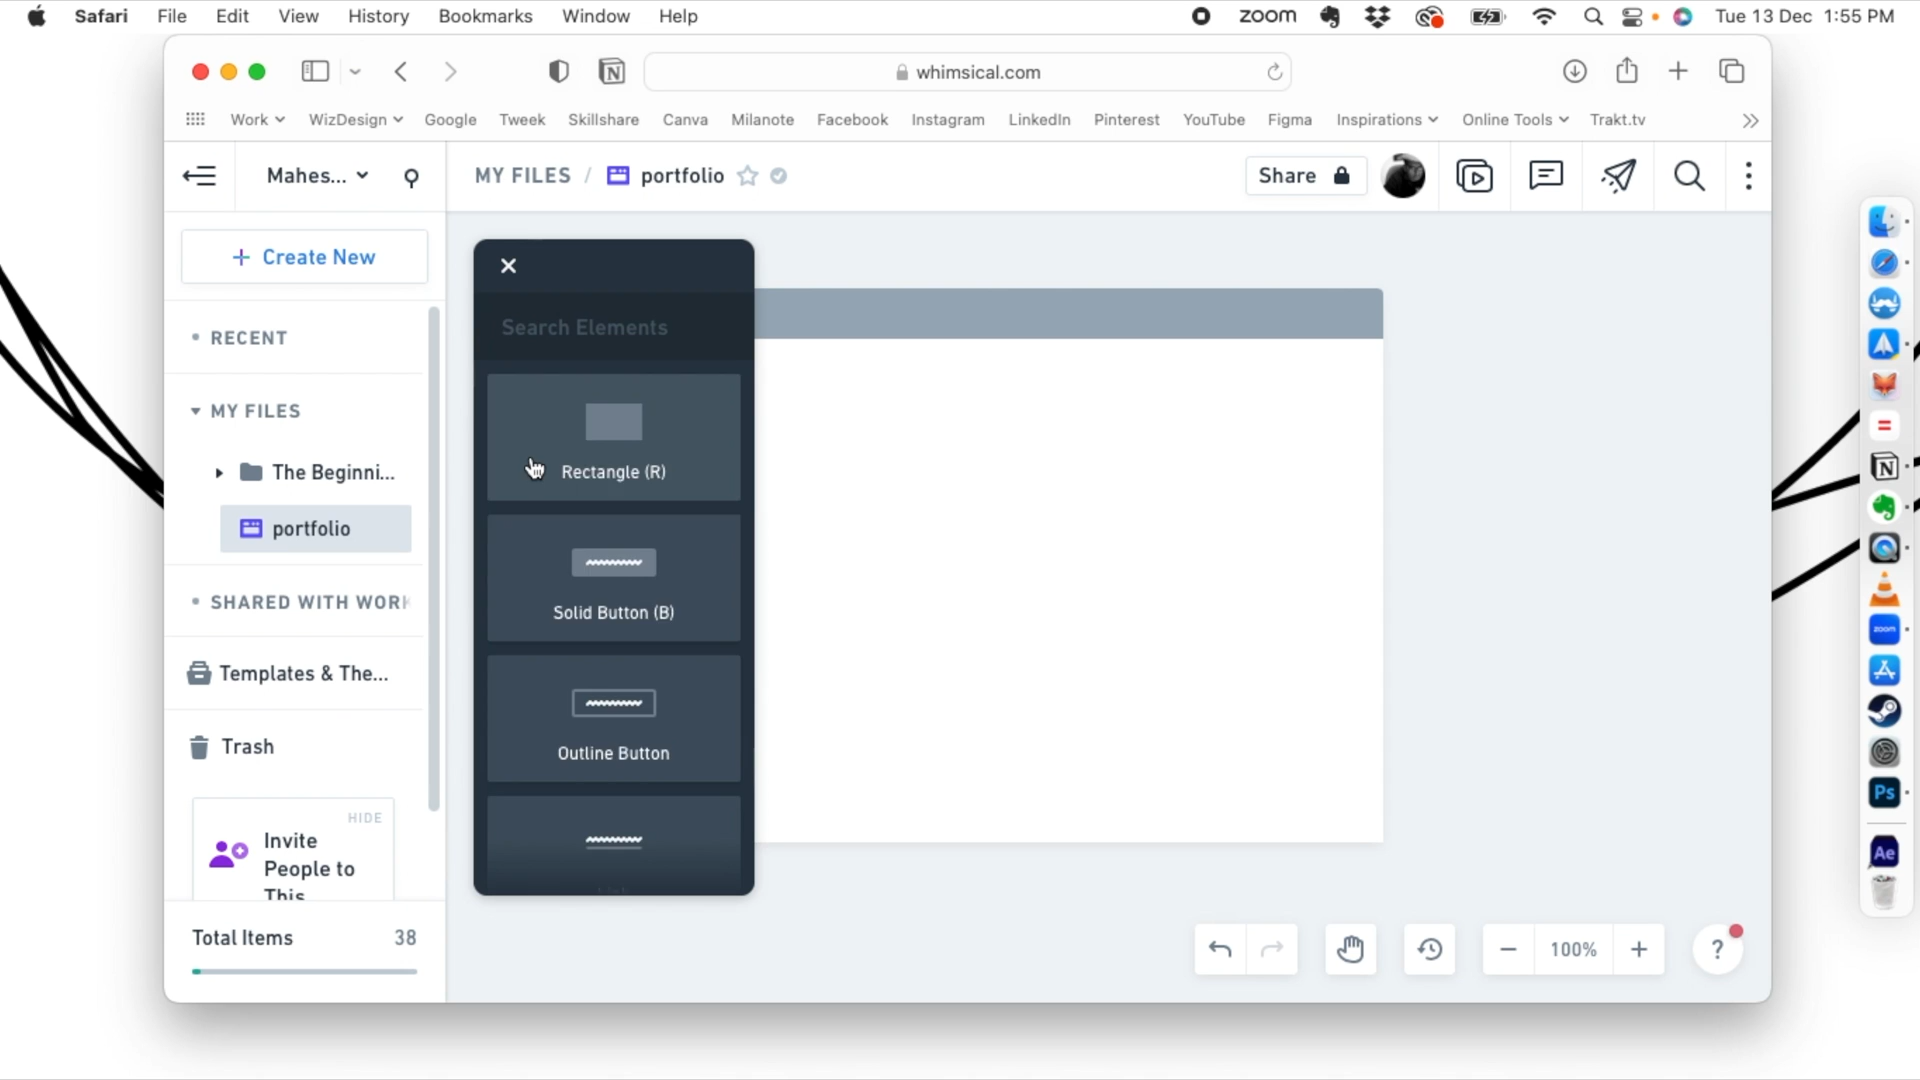 Safari File Edit View History Bookmarks Window Help zoom Tue 13 Dec 1:55 PM
whimsical.com
Work WizDesign Google Tweek Skillshare Canva Milanote Facebook Instagram LinkedIn Pinterest YouTube Figma Inspirations Online Tools Trakt.tv
Mahes... MY FILES / portfolio Share
+ Create New
RECENT
MY FILES
The Beginni...
portfolio
SHARED WITH WORK
Templates & The...
Trash
HIDE
Invite
People to
This
Total Items 38
Search Elements
Rectangle (R)
Solid Button (B)
Outline Button
100%
?
zoom
Ps
Ae